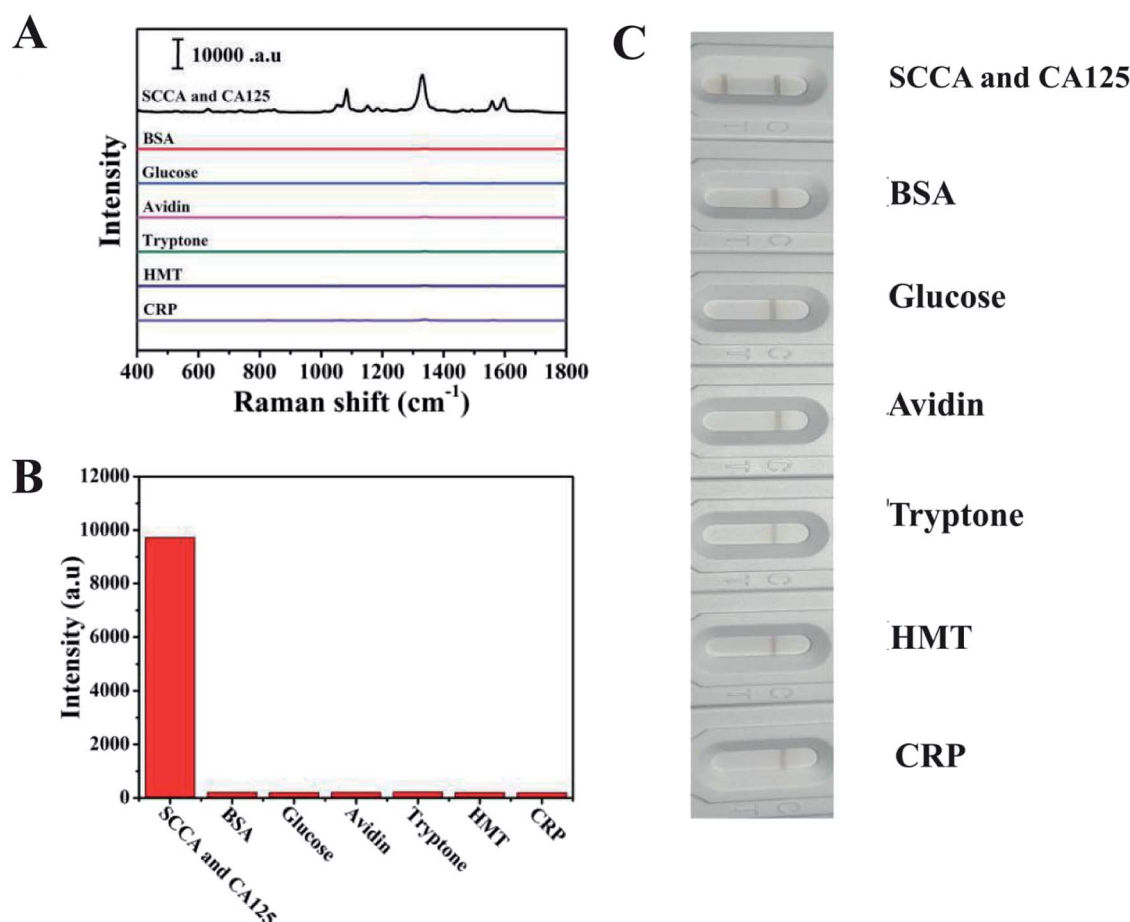 A
10000 .a.u
SCCA and CA125
BSA
Glucose
Avidin
Tryptone
HMT
CRP
Intensity
400 600 800 1000 1200 1400 1600 1800
Raman shift (cm⁻¹)
B
12000
10000
8000
6000
4000
2000
0
Intensity (a.u)
SCCA and CA125
BSA
Glucose
Avidin
Tryptone
HMT
CRP
C
SCCA and CA125
T C
BSA
T C
Glucose
T C
Avidin
T C
Tryptone
T C
HMT
T C
CRP
T C